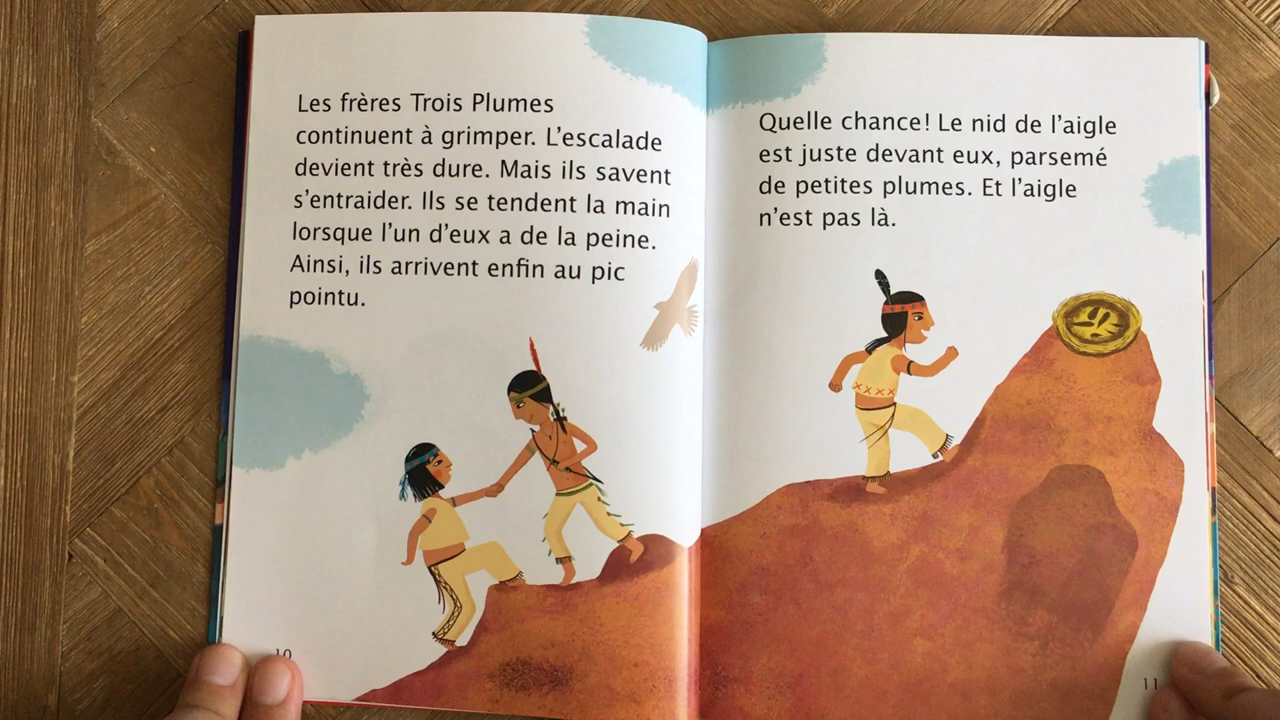 Les frères Trois Plumes
continuent à grimper. L'escalade
devient très dure. Mais ils savent
s'entraider. Ils se tendent la main
lorsque l'un d'eux a de la peine.
Ainsi, ils arrivent enfin au pic
pointu.
10
Quelle chance! Le nid de l'aigle
est juste devant eux, parsemé
de petites plumes. Et l'aigle
n'est pas là.
11